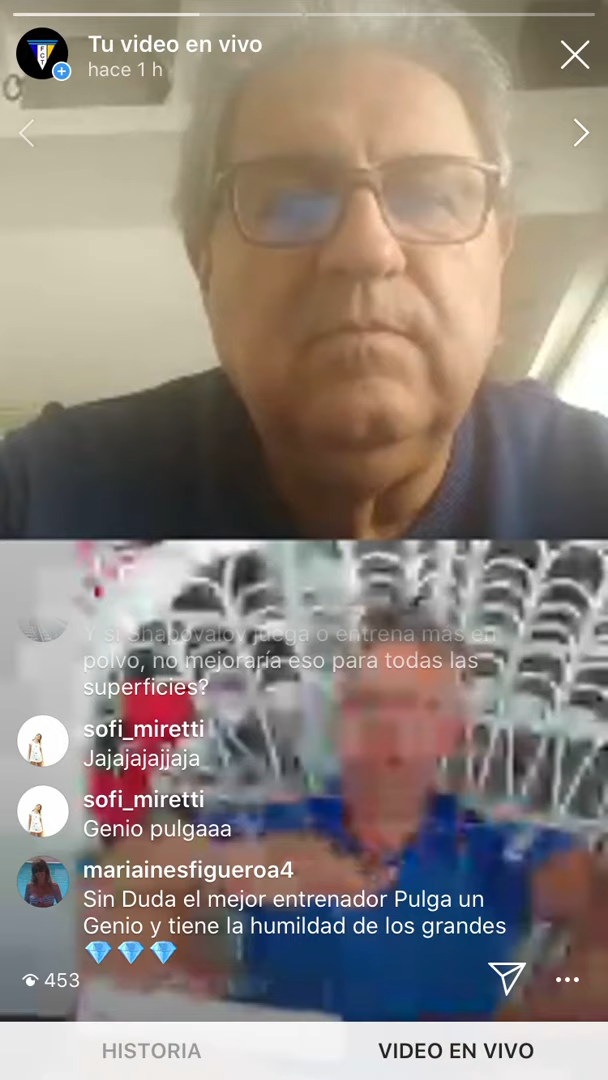 Tu video en vivo
hace 1 h
Y si Shapovalov juega o entrena más en
polvo, no mejoraría eso para todas las
superficies?
sofi_miretti
Jajajajajjaja
sofi_miretti
Genio pulgaaa
mariainesfigueroa4
Sin Duda el mejor entrenador Pulga un
Genio y tiene la humildad de los grandes
💎 💎 💎
453
HISTORIA
VIDEO EN VIVO